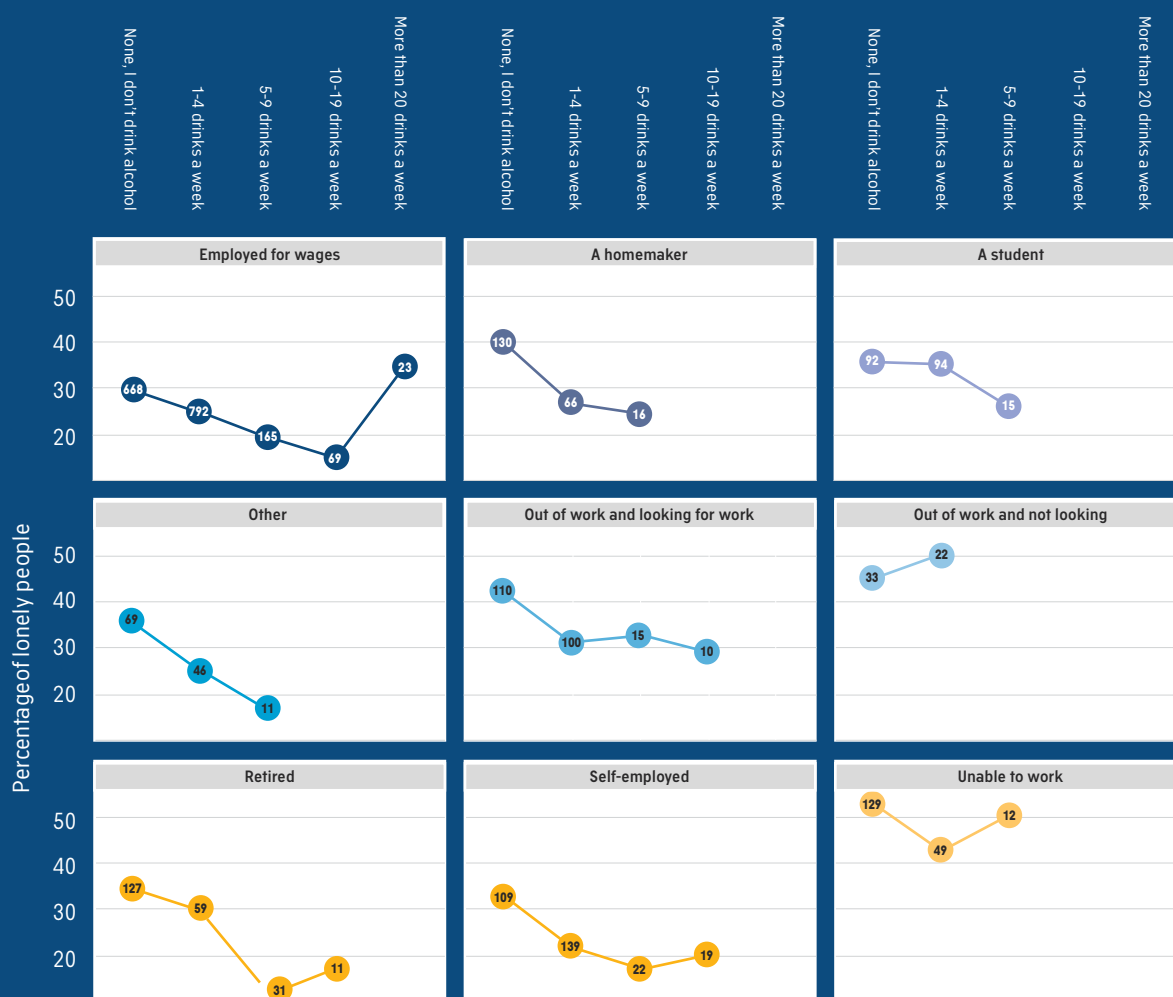 None, I don't drink alcohol
1-4 drinks a week
5-9 drinks a week
10-19 drinks a week
More than 20 drinks a week
None, I don't drink alcohol
1-4 drinks a week
5-9 drinks a week
10-19 drinks a week
More than 20 drinks a week
None, I don't drink alcohol
1-4 drinks a week
5-9 drinks a week
10-19 drinks a week
More than 20 drinks a week
Percentageof lonely people
Employed for wages
A homemaker
A student
50
40
30
20
668
792
165
69
23
130
66
16
92
94
15
Other
Out of work and looking for work
Out of work and not looking
50
40
30
20
69
46
11
110
100
15
10
33
22
Retired
Self-employed
Unable to work
50
40
30
20
127
59
31
11
109
139
22
19
129
49
12